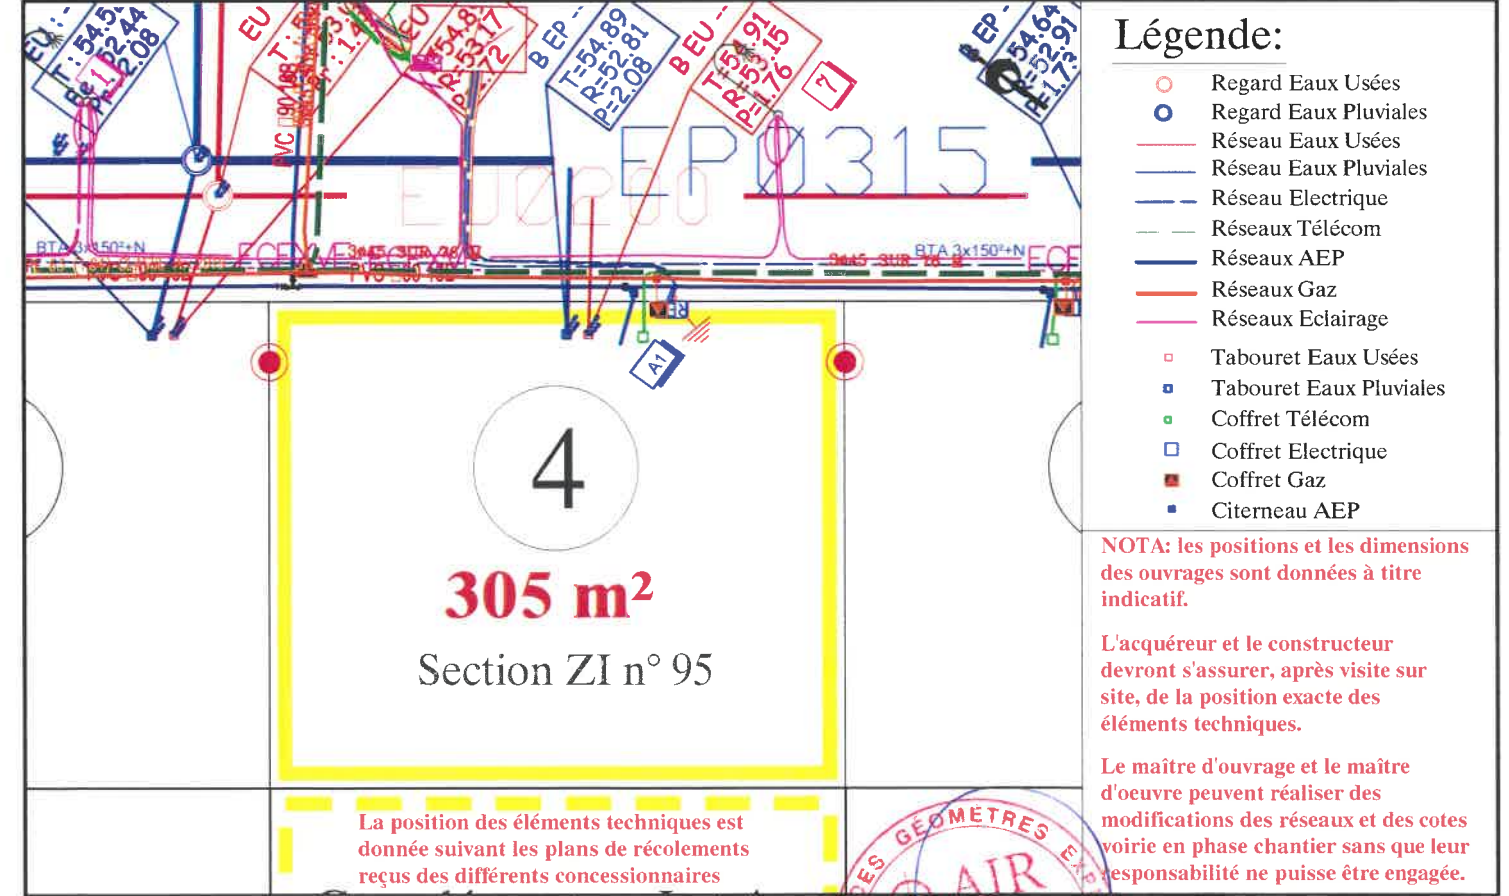 B EP --
T=54.89
R=52.81
P=2.08
B EU --
T=54.91
R=53.15
P=1.76
7
B EP -
54.64
52.91
1.73
EU
EP0315
EU0260
BTA 3x150²+N
BTA 3x150²+N
A1
4
305 m²
Section ZI n° 95
La position des éléments techniques est
donnée suivant les plans de récolements
reçus des différents concessionnaires
DES GÉOMÈTRES EXP
AIR
Légende:
Regard Eaux Usées
Regard Eaux Pluviales
Réseau Eaux Usées
Réseau Eaux Pluviales
Réseau Electrique
Réseaux Télécom
Réseaux AEP
Réseaux Gaz
Réseaux Eclairage
Tabouret Eaux Usées
Tabouret Eaux Pluviales
Coffret Télécom
Coffret Electrique
Coffret Gaz
Citerneau AEP
NOTA: les positions et les dimensions
des ouvrages sont données à titre
indicatif.
L'acquéreur et le constructeur
devront s'assurer, après visite sur
site, de la position exacte des
éléments techniques.
Le maître d'ouvrage et le maître
d'oeuvre peuvent réaliser des
modifications des réseaux et des cotes
voirie en phase chantier sans que leur
responsabilité ne puisse être engagée.